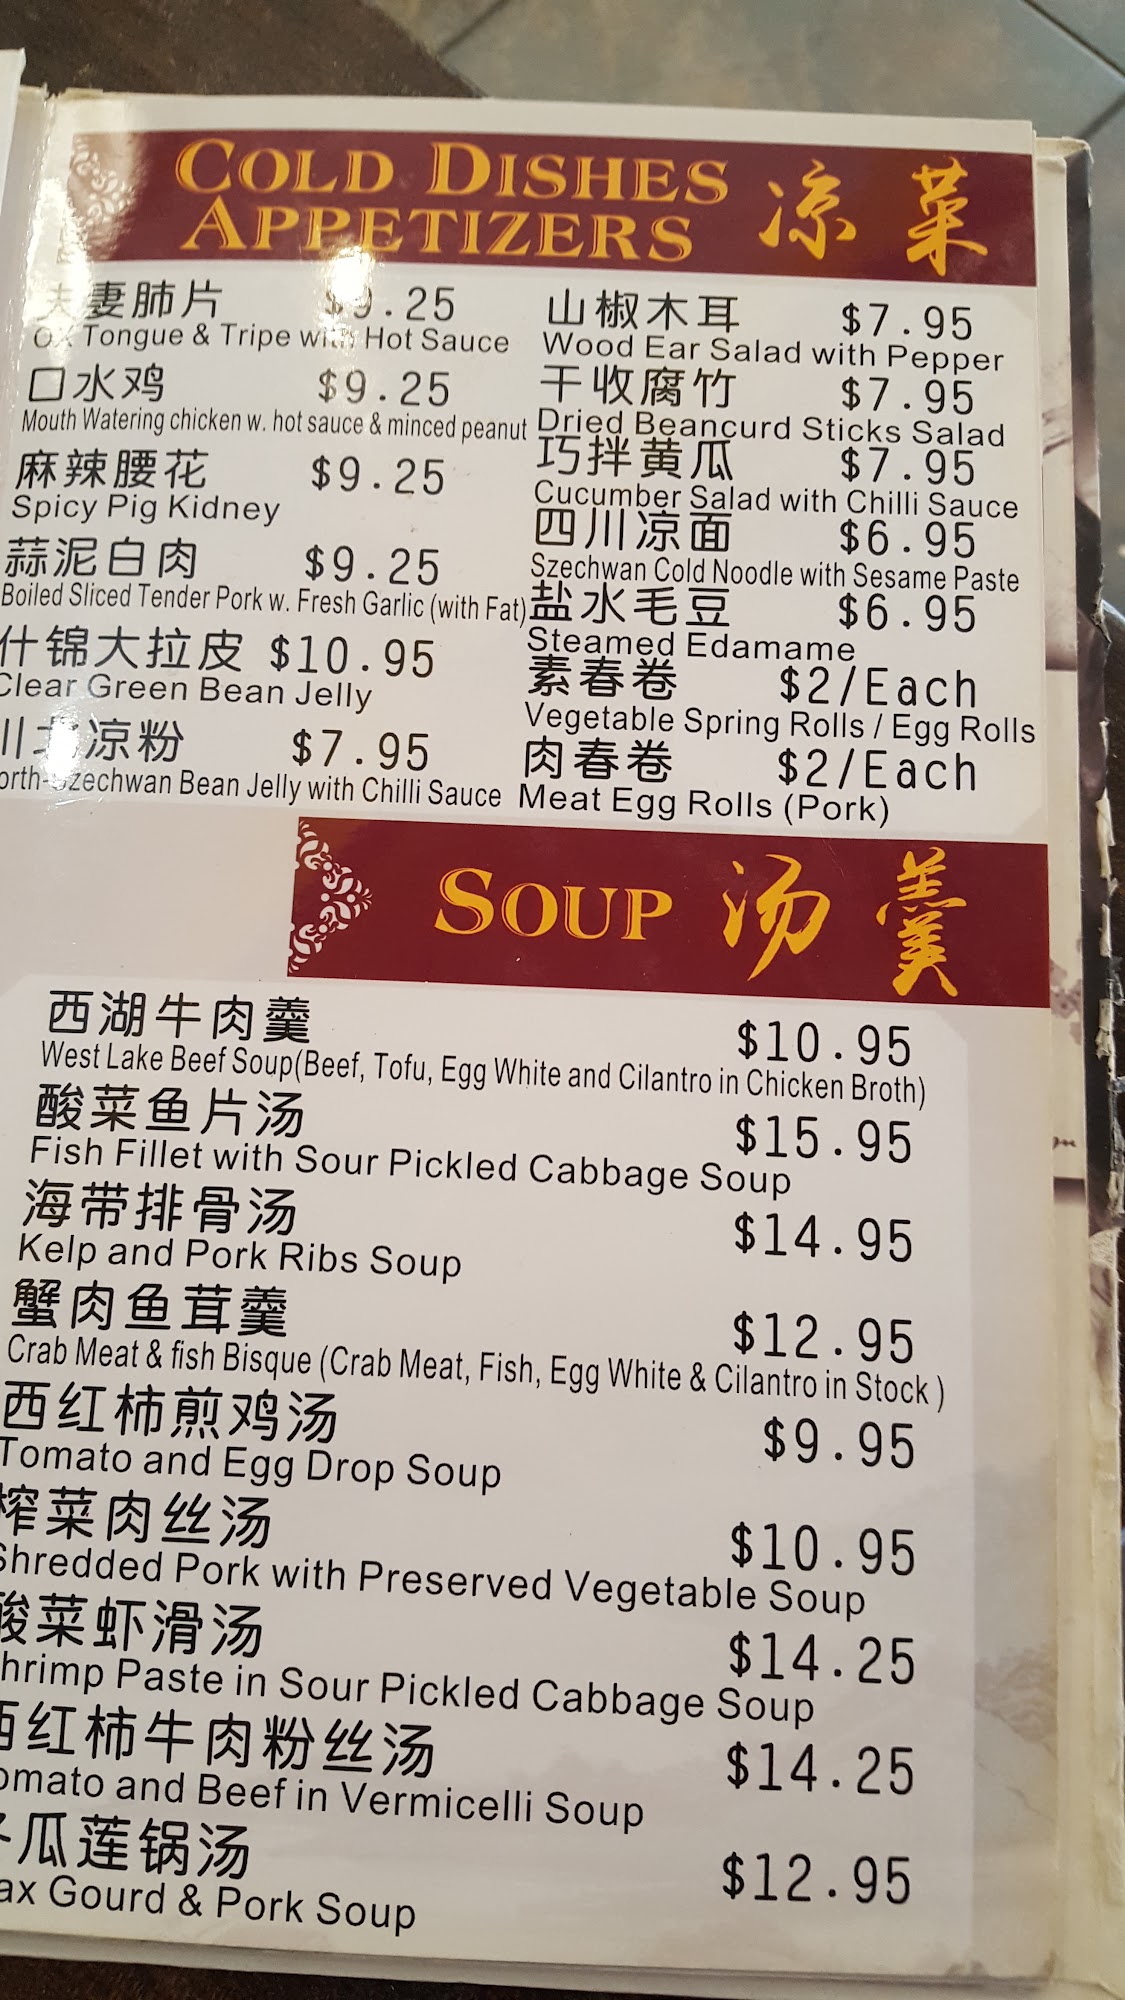 COLD DISHES
APPETIZERS 凉菜
夫妻肺片 $9.25
Ox Tongue & Tripe with Hot Sauce
口水鸡 $9.25
Mouth Watering chicken w. hot sauce & minced peanut
麻辣腰花 $9.25
Spicy Pig Kidney
蒜泥白肉 $9.25
Boiled Sliced Tender Pork w. Fresh Garlic (with Fat)
什锦大拉皮 $10.95
Clear Green Bean Jelly
川北凉粉 $7.95
orth-Szechwan Bean Jelly with Chilli Sauce
山椒木耳 $7.95
Wood Ear Salad with Pepper
干收腐竹 $7.95
Dried Beancurd Sticks Salad
巧拌黄瓜 $7.95
Cucumber Salad with Chilli Sauce
四川凉面 $6.95
Szechwan Cold Noodle with Sesame Paste
盐水毛豆 $6.95
Steamed Edamame
素春卷 $2/Each
Vegetable Spring Rolls / Egg Rolls
肉春卷 $2/Each
Meat Egg Rolls (Pork)
SOUP 汤羹
西湖牛肉羹 $10.95
West Lake Beef Soup(Beef, Tofu, Egg White and Cilantro in Chicken Broth)
酸菜鱼片汤 $15.95
Fish Fillet with Sour Pickled Cabbage Soup
海带排骨汤 $14.95
Kelp and Pork Ribs Soup
蟹肉鱼茸羹 $12.95
Crab Meat & fish Bisque (Crab Meat, Fish, Egg White & Cilantro in Stock )
西红柿煎鸡汤 $9.95
Tomato and Egg Drop Soup
榨菜肉丝汤 $10.95
Shredded Pork with Preserved Vegetable Soup
酸菜虾滑汤 $14.25
hrimp Paste in Sour Pickled Cabbage Soup
西红柿牛肉粉丝汤 $14.25
omato and Beef in Vermicelli Soup
冬瓜莲锅汤 $12.95
ax Gourd & Pork Soup